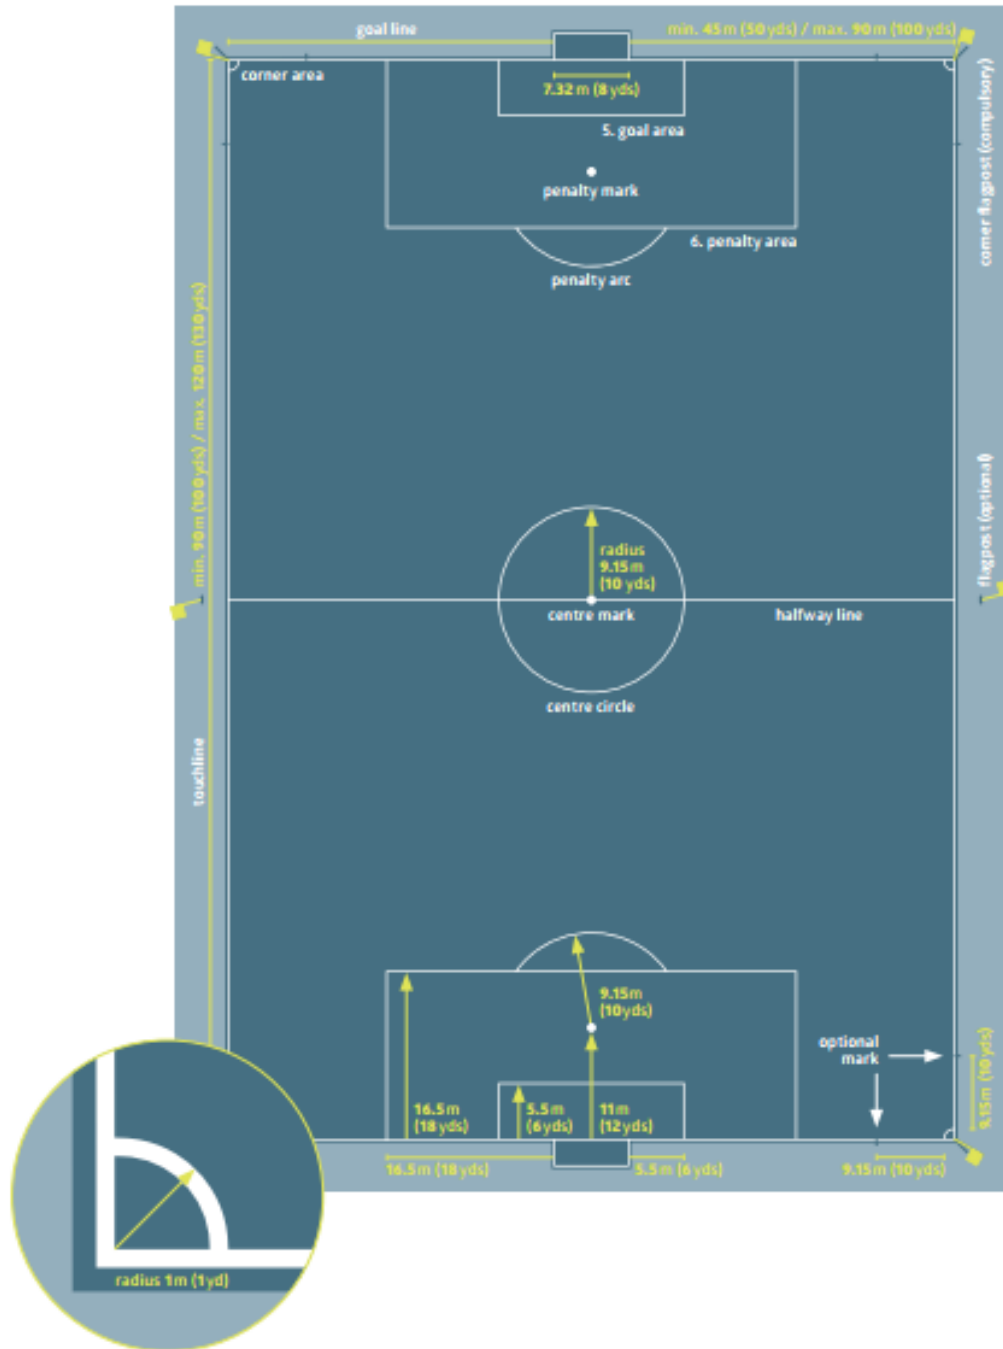 goal line
min. 45m (50yds) / max. 90m (100yds)
corner area
7.32 m (8yds)
5. goal area
penalty mark
6. penalty area
penalty arc
corner flagpost (compulsory)
min. 90m (100yds) / max. 120m (130yds)
flagpost (optional)
radius
9.15m
(10 yds)
centre mark
halfway line
centre circle
touchline
9.15m
(10yds)
optional
mark
9.15m (10yds)
16.5m
(18yds)
5.5m
(6yds)
11m
(12yds)
16.5m (18yds)
5.5m (6yds)
9.15m (10yds)
radius 1m (1yd)